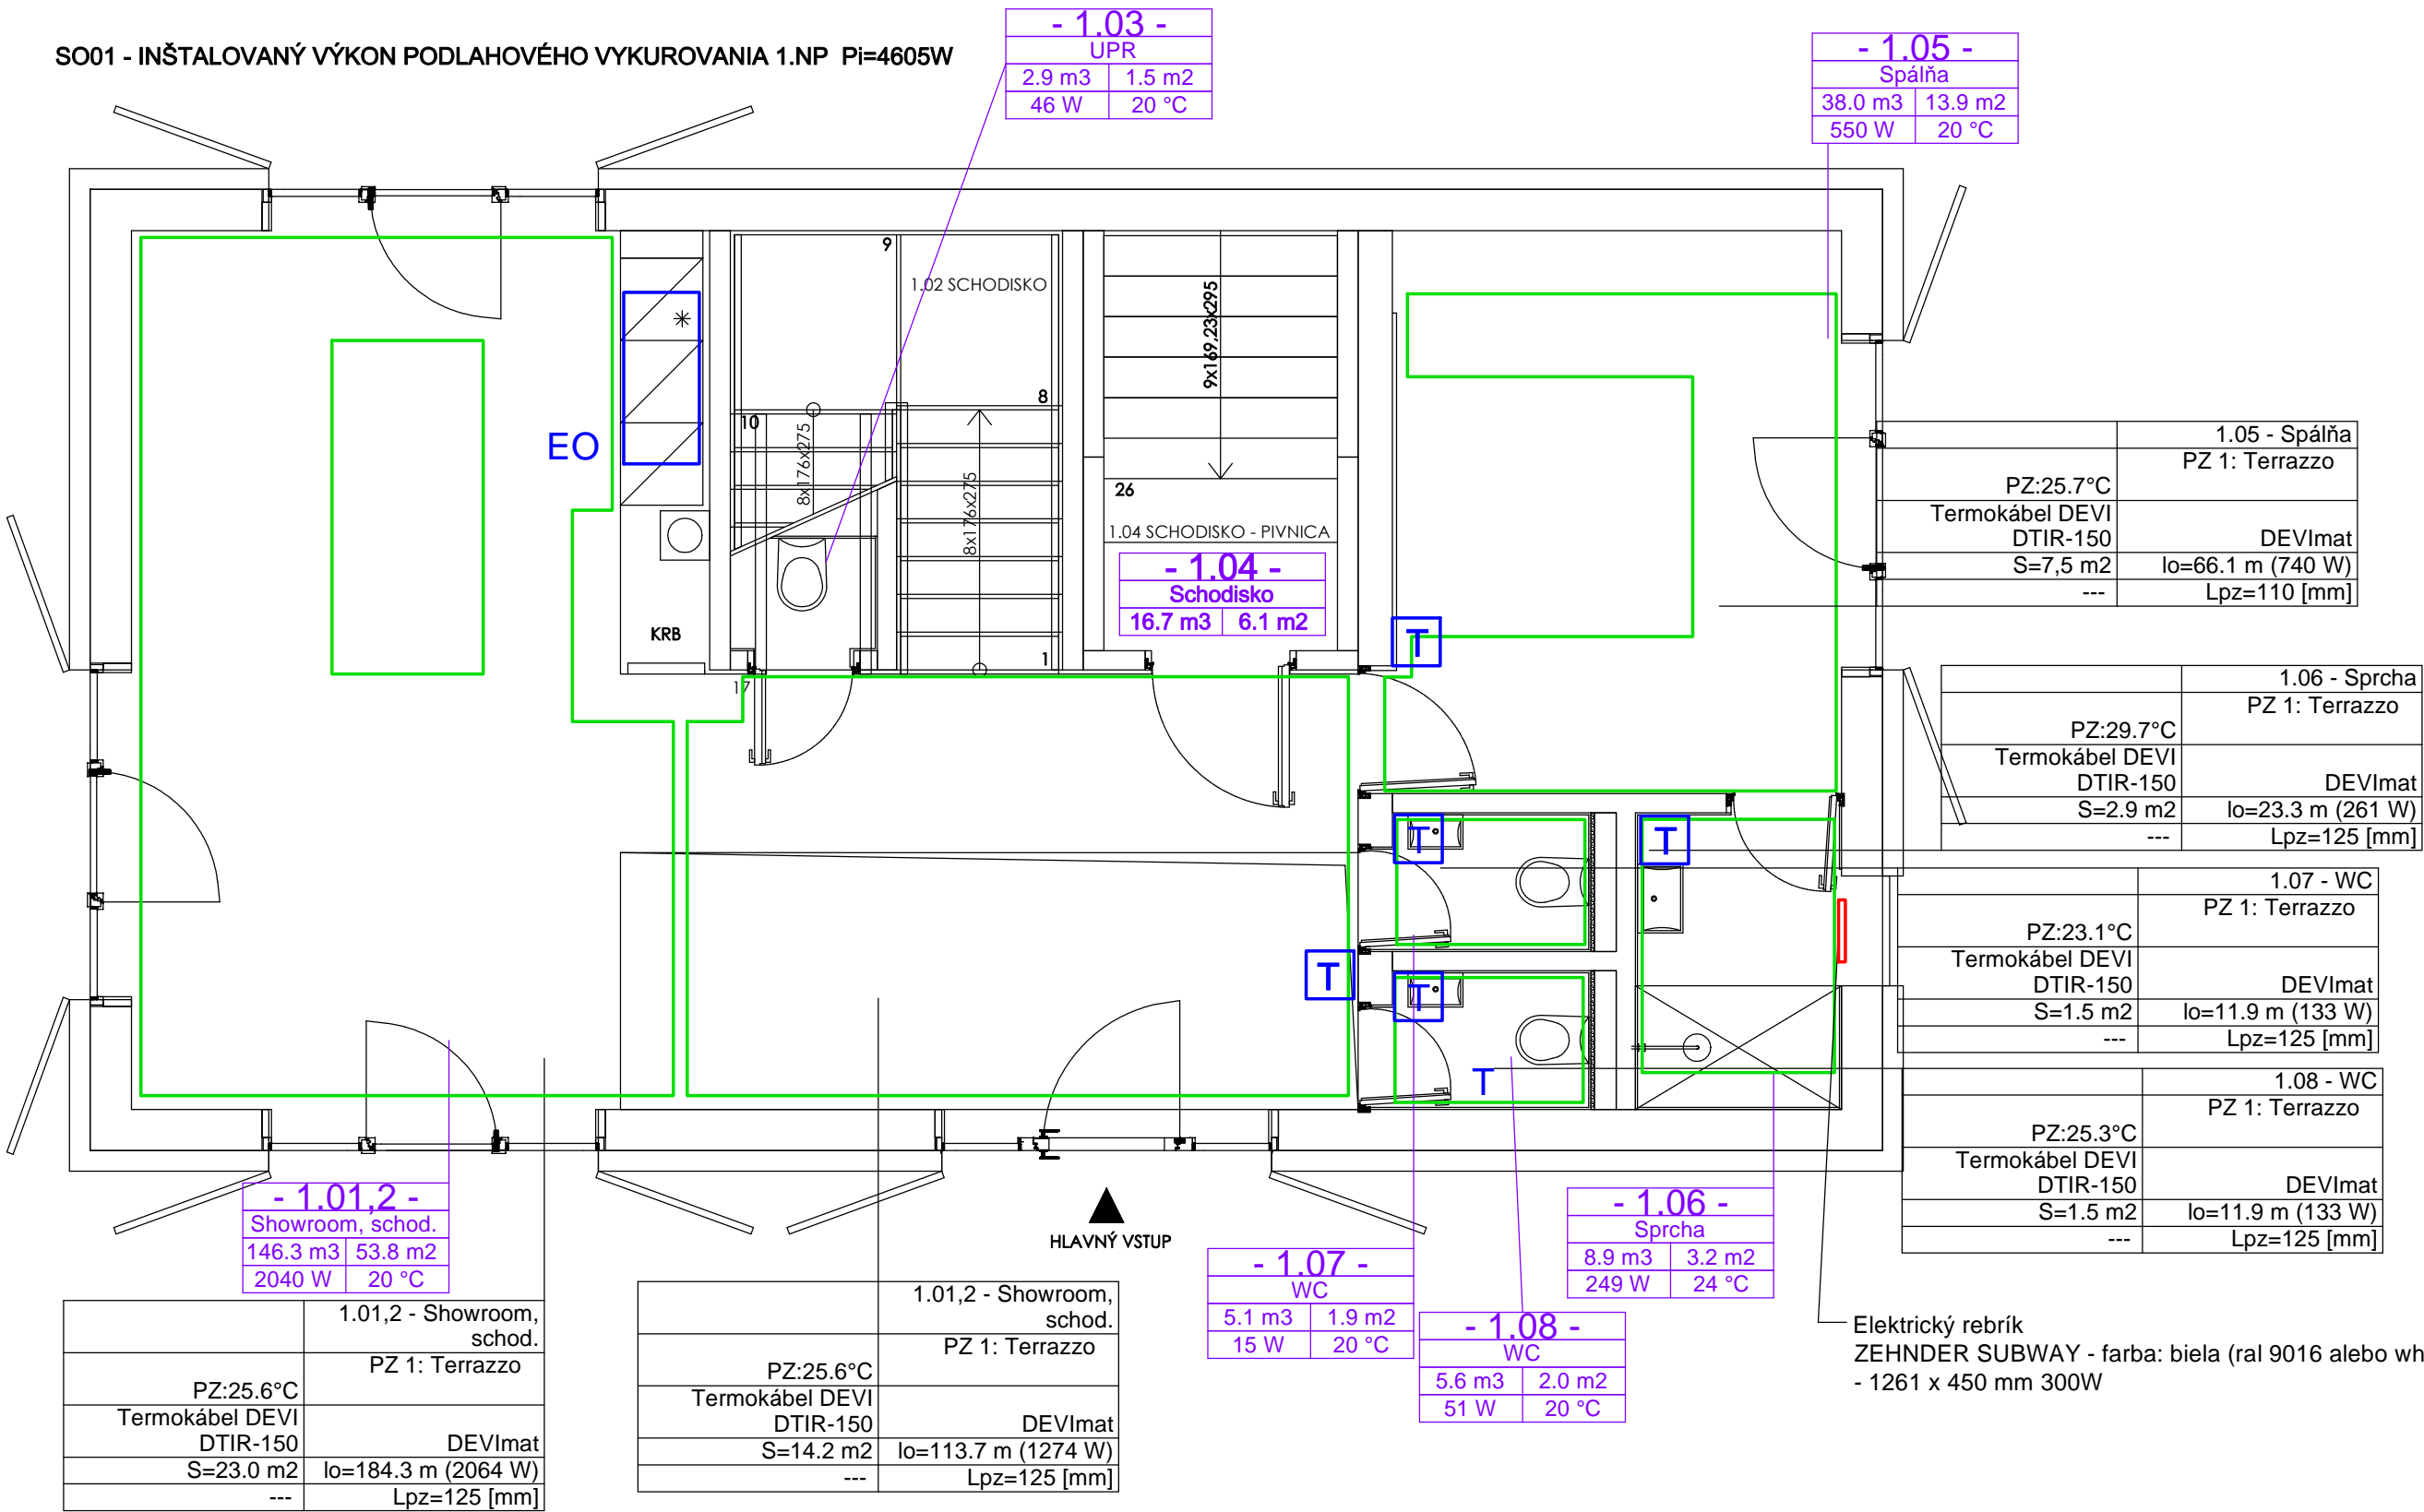 SO01 - INŠTALOVANÝ VÝKON PODLAHOVÉHO VYKUROVANIA 1.NP Pi=4605W
- 1.03 -
UPR
2.9 m3 1.5 m2
46 W 20 °C
- 1.05 -
Spálňa
38.0 m3 13.9 m2
550 W 20 °C
9
1.02 SCHODISKO
8
10
8x176x275
8x176x275
9x169,23x295
EO
26
1.04 SCHODISKO - PIVNICA
- 1.04 -
Schodisko
16.7 m3 6.1 m2
KRB
17
1
T
T
T
T
T
T
1.05 - Spálňa
PZ 1: Terrazzo
PZ:25.7°C
Termokábel DEVI
DTIR-150 DEVImat
S=7,5 m2 lo=66.1 m (740 W)
--- Lpz=110 [mm]
1.06 - Sprcha
PZ 1: Terrazzo
PZ:29.7°C
Termokábel DEVI
DTIR-150 DEVImat
S=2.9 m2 lo=23.3 m (261 W)
--- Lpz=125 [mm]
1.07 - WC
PZ 1: Terrazzo
PZ:23.1°C
Termokábel DEVI
DTIR-150 DEVImat
S=1.5 m2 lo=11.9 m (133 W)
--- Lpz=125 [mm]
1.08 - WC
PZ 1: Terrazzo
PZ:25.3°C
Termokábel DEVI
DTIR-150 DEVImat
S=1.5 m2 lo=11.9 m (133 W)
--- Lpz=125 [mm]
- 1.01,2 -
Showroom, schod.
146.3 m3 53.8 m2
2040 W 20 °C
HLAVNÝ VSTUP
- 1.07 -
WC
5.1 m3 1.9 m2
15 W 20 °C
- 1.06 -
Sprcha
8.9 m3 3.2 m2
249 W 24 °C
- 1.08 -
WC
5.6 m3 2.0 m2
51 W 20 °C
1.01,2 - Showroom,
schod.
PZ 1: Terrazzo
PZ:25.6°C
Termokábel DEVI
DTIR-150 DEVImat
S=23.0 m2 lo=184.3 m (2064 W)
--- Lpz=125 [mm]
1.01,2 - Showroom,
schod.
PZ 1: Terrazzo
PZ:25.6°C
Termokábel DEVI
DTIR-150 DEVImat
S=14.2 m2 lo=113.7 m (1274 W)
--- Lpz=125 [mm]
Elektrický rebrík
ZEHNDER SUBWAY - farba: biela (ral 9016 alebo wh
- 1261 x 450 mm 300W